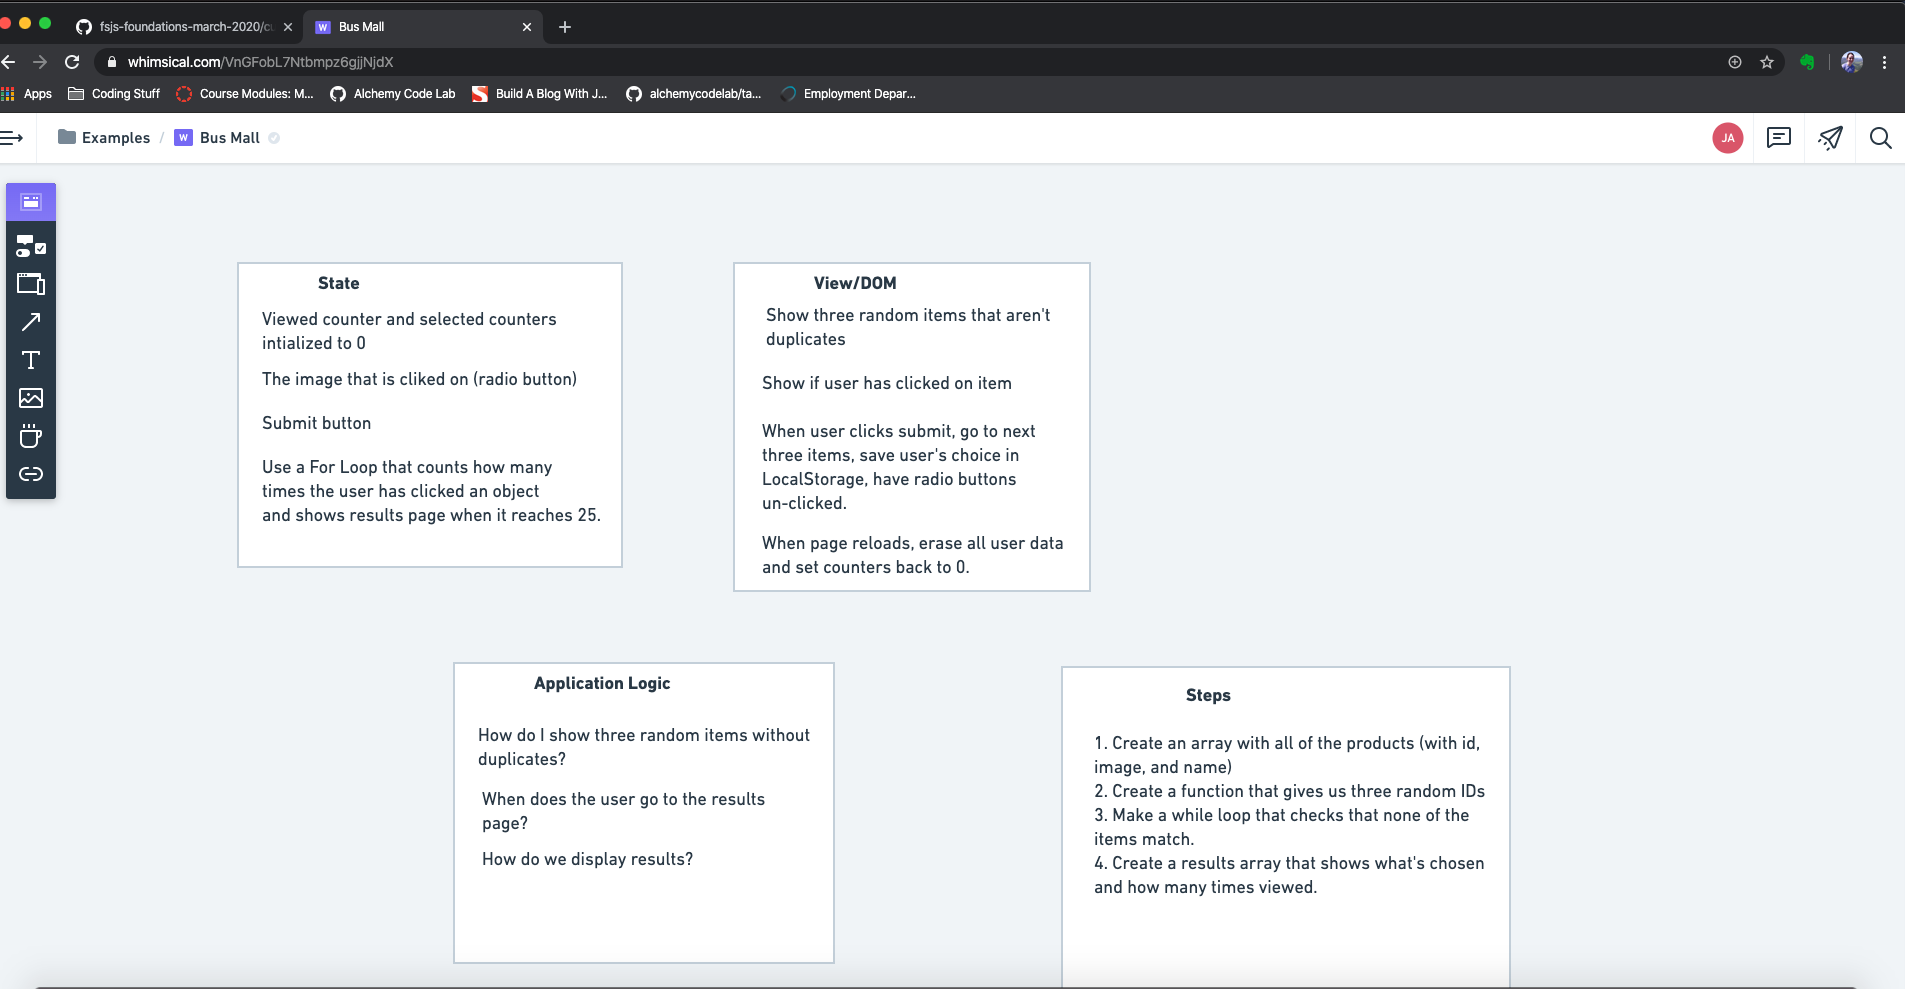 fsjs-foundations-march-2020/cu
Bus Mall
whimsical.com/VnGFobL7Ntbmpz6gjjNjdX
Apps
Coding Stuff
Course Modules: M...
Alchemy Code Lab
Build A Blog With J...
alchemycodelab/ta...
Employment Depar...
Examples / Bus Mall
JA
State
Viewed counter and selected counters
intialized to 0
The image that is cliked on (radio button)
Submit button
Use a For Loop that counts how many
times the user has clicked an object
and shows results page when it reaches 25.
View/DOM
Show three random items that aren't
duplicates
Show if user has clicked on item
When user clicks submit, go to next
three items, save user's choice in
LocalStorage, have radio buttons
un-clicked.
When page reloads, erase all user data
and set counters back to 0.
Application Logic
How do I show three random items without
duplicates?
When does the user go to the results
page?
How do we display results?
Steps
1. Create an array with all of the products (with id,
image, and name)
2. Create a function that gives us three random IDs
3. Make a while loop that checks that none of the
items match.
4. Create a results array that shows what's chosen
and how many times viewed.